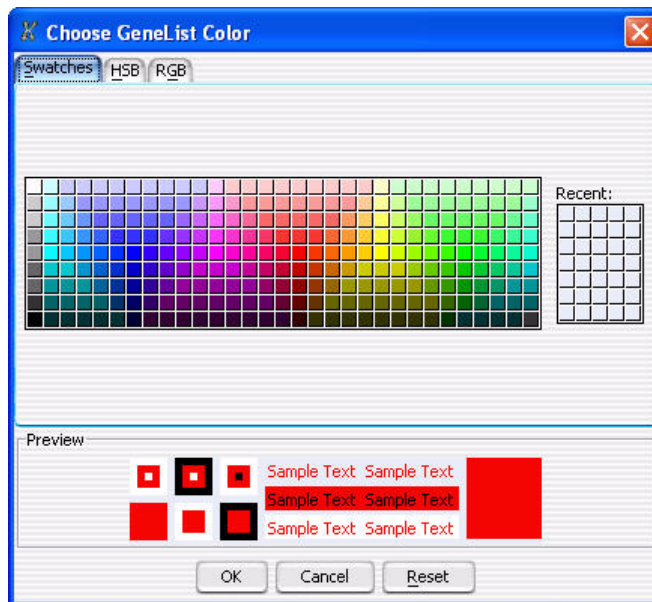 Choose GeneList Color
Swatches HSB RGB
Recent:
Preview
Sample Text Sample Text
Sample Text Sample Text
Sample Text Sample Text
OK Cancel Reset